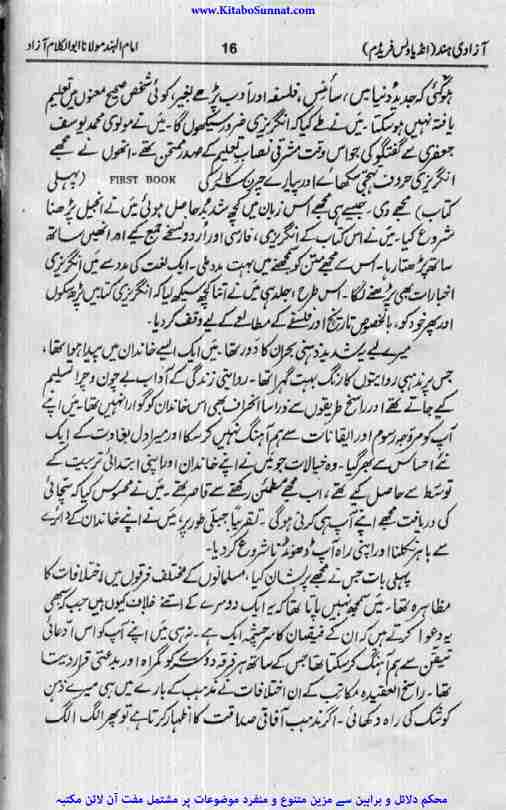 www.KitaboSunnat.com
آزادی ہند (انڈیا ونس فریڈم) 16 امام الہند مولانا ابوالکلام آزاد
ہوگئی کہ جدید دنیا میں، سائنس، فلسفہ اور ادب پڑھے بغیر، کوئی شخص صحیح معنوں میں تعلیم
یافتہ نہیں ہوسکتا۔ میں نے طے کیا کہ انگریزی ضرور سیکھوں گا۔ میں نے مولوی محمد یوسف
جعفری سے گفتگو کی جو اس وقت مشرقی نصاب تعلیم کے صدر ممتحن تھے۔ انھوں نے مجھے
انگریزی حروف تہجی سکھائے اور پیارے چرن سرکار کی FIRST BOOK (پہلی
کتاب) مجھے دی۔ جیسے ہی مجھے اس زبان میں کچھ شد بد حاصل ہوئی میں نے انجیل پڑھنا
شروع کیا۔ میں نے اس کتاب کے انگریزی، فارسی اور اردو نسخے جمع کیے اور انھیں ساتھ
ساتھ پڑھتا رہا۔ اس سے مجھے متن کو سمجھنے میں بہت مدد ملی۔ ایک لغت کی مدد سے میں انگریزی
اخبارات بھی پڑھنے لگا۔ اس طرح جلد ہی میں نے اتنا کچھ سیکھ لیا کہ انگریزی کتابیں پڑھ سکوں
اور پھر خود کو، بالخصوص تاریخ اور فلسفے کے مطالعے کے لیے وقف کر دیا۔
میرے لیے یہ شدید ذہنی بحران کا دور تھا۔ میں ایک ایسے خاندان میں پیدا ہوا تھا،
جس پر مذہبی روایتوں کا رنگ بہت گہرا تھا۔ روایتی زندگی کے آداب بے چون و چرا تسلیم
کیے جاتے تھے اور راسخ طریقوں سے ذرا سا انحراف بھی اس خاندان کو گوارا نہیں تھا۔ میں اپنے
آپ کو مروجہ رسوم اور ایقانات سے ہم آہنگ نہیں کرسکا اور میرا دل بغاوت کے ایک
نئے احساس سے بھر گیا۔ وہ خیالات جو میں نے اپنے خاندان اور اپنی ابتدائی تربیت کے
توسط سے حاصل کیے تھے، اب مجھے مطمئن رکھنے سے قاصر تھے۔ میں نے محسوس کیا کہ سچائی
کی دریافت مجھے اپنے آپ ہی کرنی ہوگی۔ تقریباً جبلی طور پر، میں نے اپنے خاندان کے دائرے
سے باہر نکلنا اور اپنی راہ آپ ڈھونڈنا شروع کر دیا۔
پہلی بات جس نے مجھے پریشان کیا، مسلمانوں کے مختلف فرقوں میں اختلافات کا
مظاہرہ تھا۔ میں سمجھ نہیں پاتا تھا کہ یہ ایک دوسرے کے اتنے خلاف کیوں ہیں جب کہ سبھی
یہ دعوا کرتے ہیں کہ ان کے فیضان کا سرچشمہ ایک ہے۔ نہ ہی میں اپنے آپ کو اس ادعائی
تیقن سے ہم آہنگ کرسکتا تھا جس کے ساتھ ہر فرقہ دوسرے کو گمراہ اور بدعتی قرار دیتا
تھا۔ راسخ العقیدہ مکاتب کے ان اختلافات نے مذہب کے بارے میں ہی میرے ذہن
کو شک کی راہ دکھائی۔ اگر مذہب آفاقی صداقت کا اظہار کرتا ہے تو پھر الگ الگ
محکم دلائل و براہین سے مزین متنوع و منفرد موضوعات پر مشتمل مفت آن لائن مکتبہ